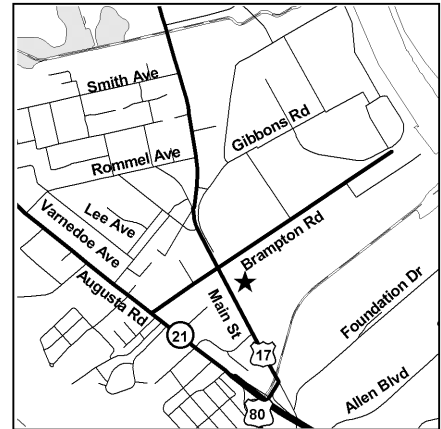 Smith Ave
Gibbons Rd
Rommel Ave
Lee Ave
Varnedoe Ave
Brampton Rd
Augusta Rd
Main St
Foundation Dr
21
17
Allen Blvd
80